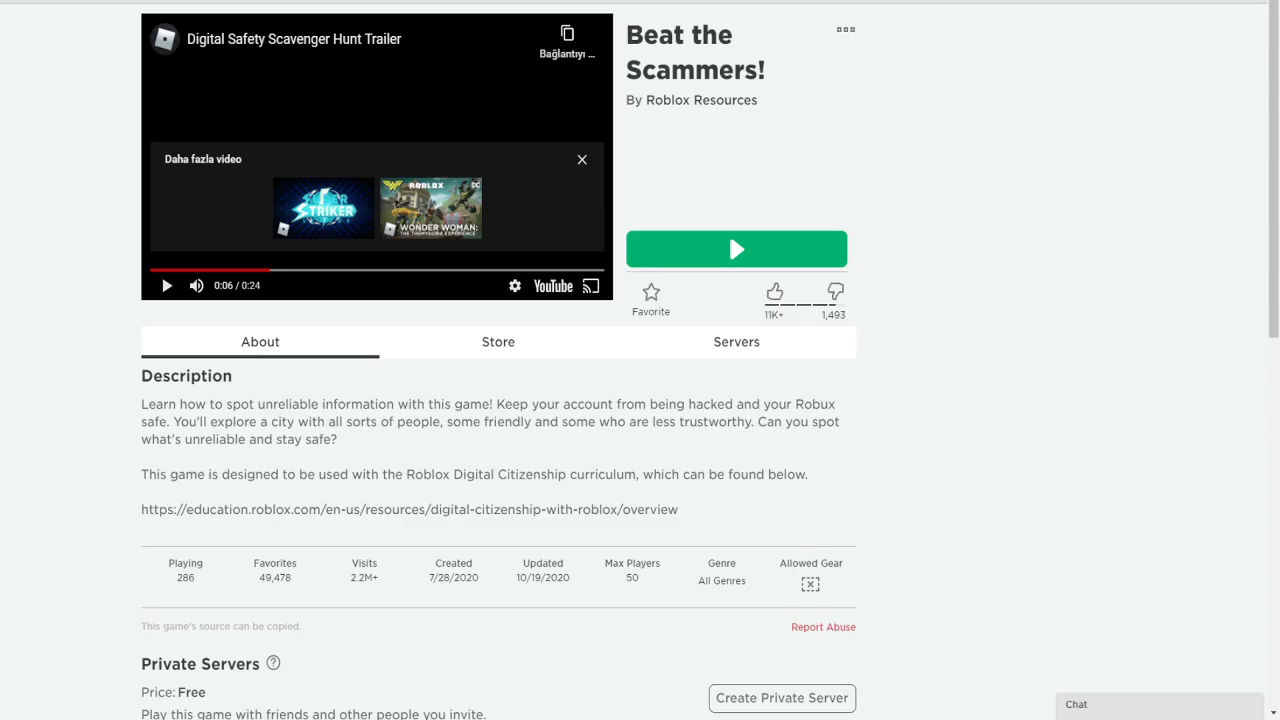 Digital Safety Scavenger Hunt Trailer
Bağlantıyı ...
Daha fazla video
SUPER
STRIKER
LEAGUE
ROBLOX
DC
WONDER WOMAN:
THE THEMYSCIRA EXPERIENCE
0:06 / 0:24
YouTube
Beat the
Scammers!
By Roblox Resources
Favorite
11K+
1,493
About
Store
Servers
Description
Learn how to spot unreliable information with this game! Keep your account from being hacked and your Robux
safe. You'll explore a city with all sorts of people, some friendly and some who are less trustworthy. Can you spot
what's unreliable and stay safe?
This game is designed to be used with the Roblox Digital Citizenship curriculum, which can be found below.
https://education.roblox.com/en-us/resources/digital-citizenship-with-roblox/overview
Playing Favorites Visits Created Updated Max Players Genre Allowed Gear
286 49,478 2.2M+ 7/28/2020 10/19/2020 50 All Genres
This game's source can be copied.
Report Abuse
Private Servers
Price: Free
Create Private Server
Play this game with friends and other people you invite.
Chat